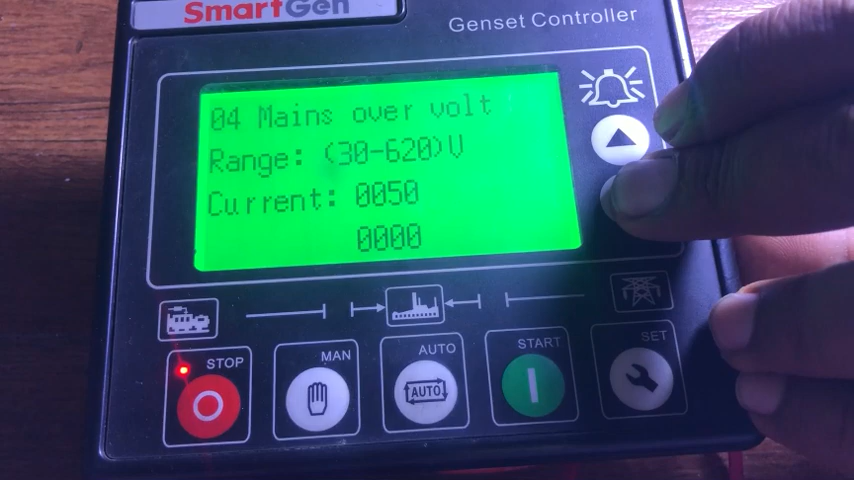 SmartGen
Genset Controller
04 Mains over volt
Range: (30-620)V
Current: 0050
0000
STOP
MAN
AUTO
START
SET
AUTO